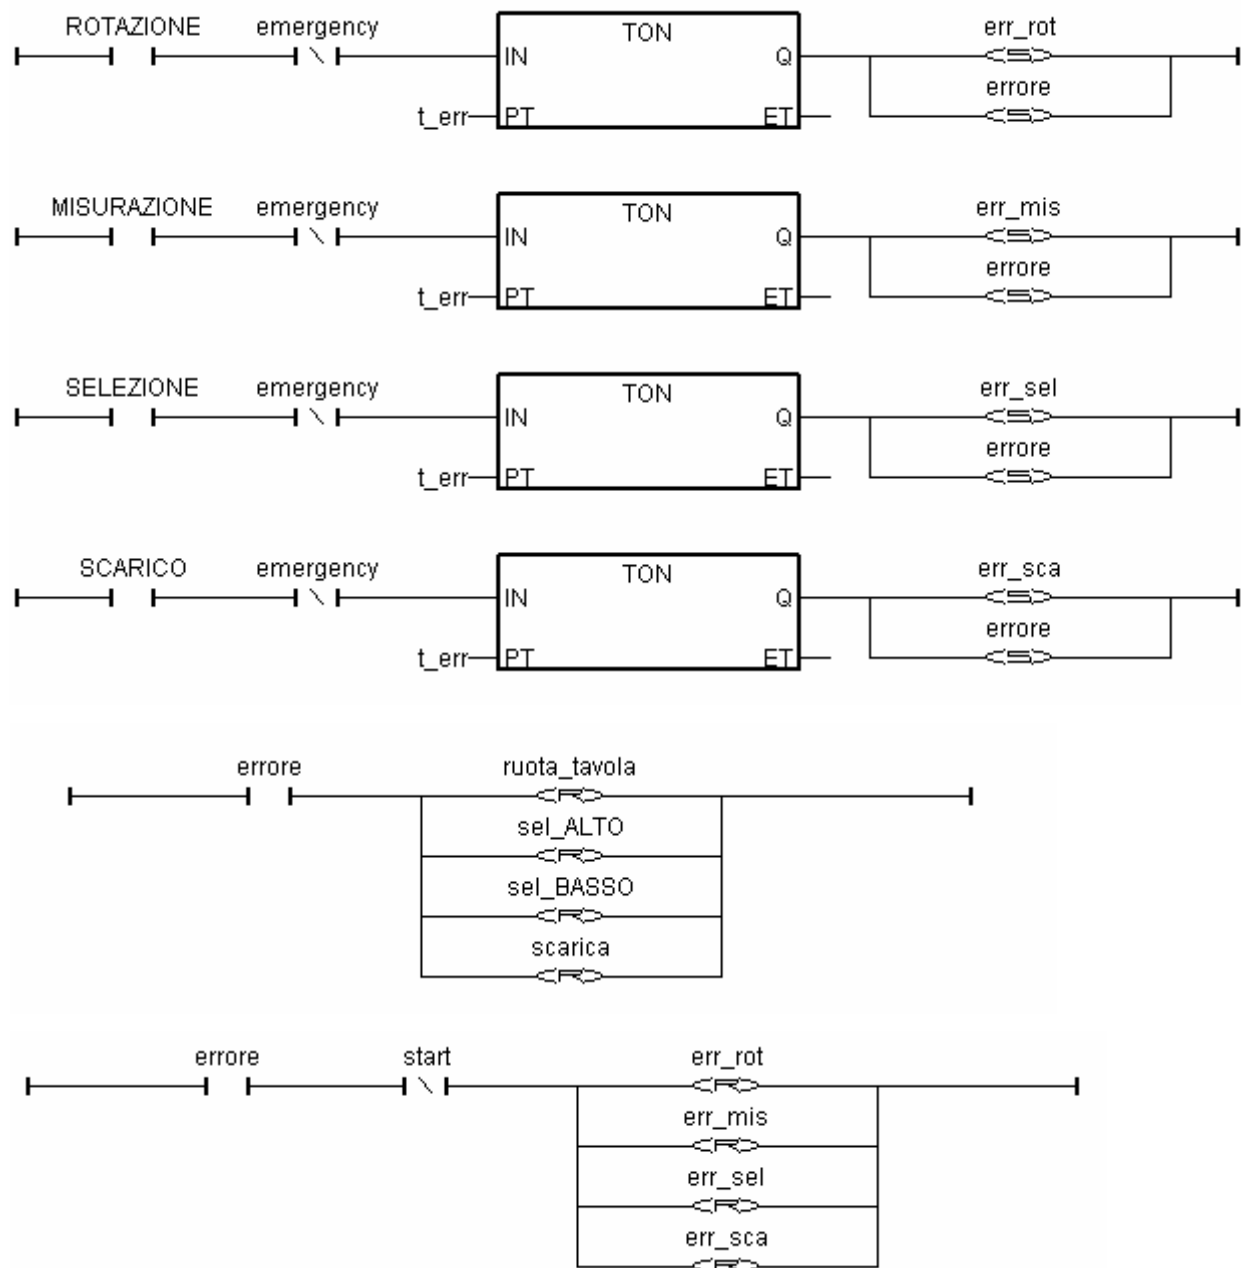 ROTAZIONE emergency TON err_rot
IN Q
errore
t_err PT ET
MISURAZIONE emergency TON err_mis
IN Q
errore
t_err PT ET
SELEZIONE emergency TON err_sel
IN Q
errore
t_err PT ET
SCARICO emergency TON err_sca
IN Q
errore
t_err PT ET
errore ruota_tavola
sel_ALTO
sel_BASSO
scarica
errore start err_rot
err_mis
err_sel
err_sca